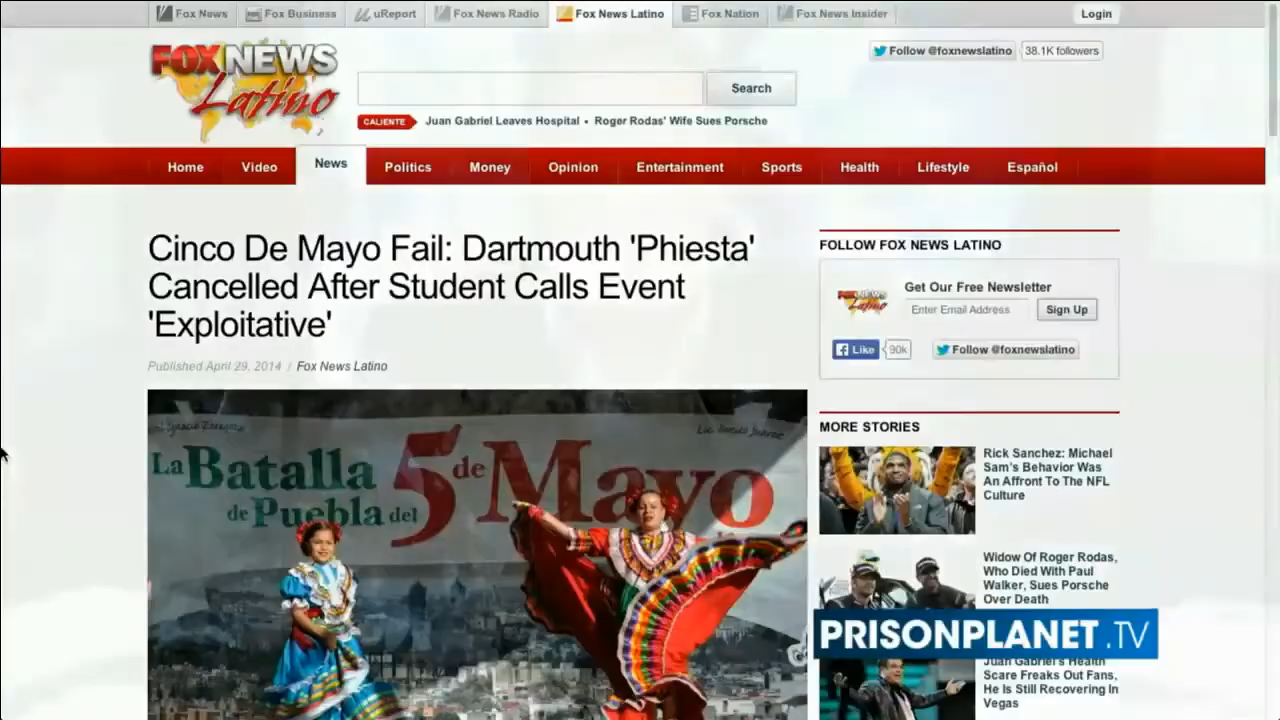 Fox News
Fox Business
uReport
Fox News Radio
Fox News Latino
Fox Nation
Fox News Insider
Login
FOX NEWS
Latino
Search
Follow @foxnewslatino
38.1K followers
CALIENTE
Juan Gabriel Leaves Hospital • Roger Rodas' Wife Sues Porsche
Home
Video
News
Politics
Money
Opinion
Entertainment
Sports
Health
Lifestyle
Español
Cinco De Mayo Fail: Dartmouth 'Phiesta'
Cancelled After Student Calls Event
'Exploitative'
Published April 29, 2014 / Fox News Latino
La Batalla
de Puebla del
5 de Mayo
FOLLOW FOX NEWS LATINO
FOX NEWS
Latino
Get Our Free Newsletter
Enter Email Address
Sign Up
Like
90k
Follow @foxnewslatino
MORE STORIES
Rick Sanchez: Michael
Sam's Behavior Was
An Affront To The NFL
Culture
Widow Of Roger Rodas,
Who Died With Paul
Walker, Sues Porsche
Over Death
PRISONPLANET.TV
Juan Gabriel's Health
Scare Freaks Out Fans,
He Is Still Recovering In
Vegas